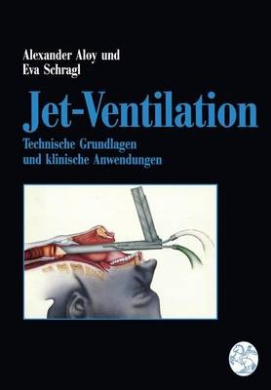 Alexander Aloy und
Eva Schragl
Jet-Ventilation
Technische Grundlagen
und klinische Anwendungen